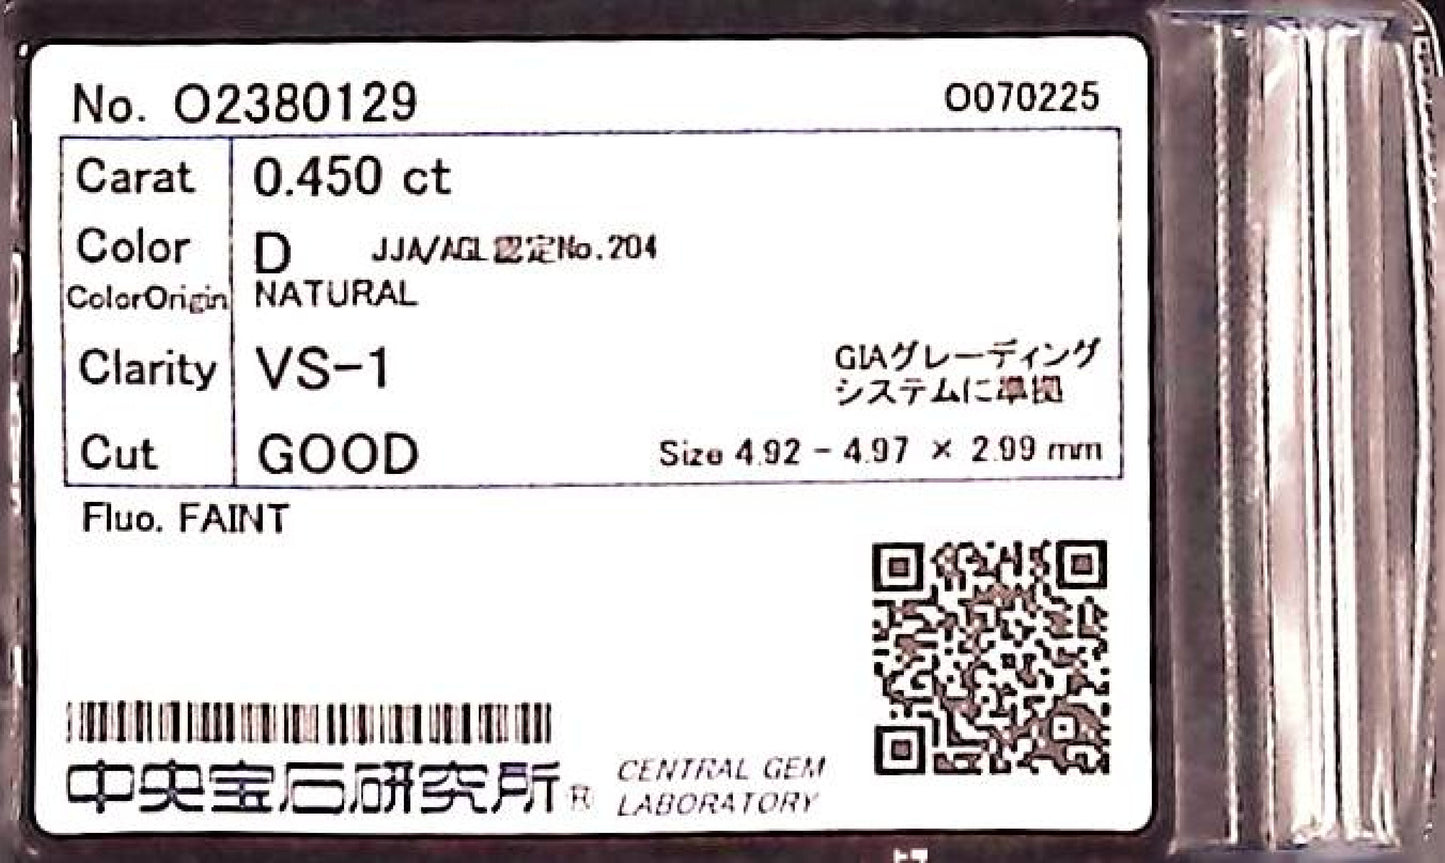 No. O2380129 O070225
Carat 0.450 ct
Color D JJA/AGL認定No.204
ColorOrigin NATURAL
Clarity VS-1 GIAグレーディング
システムに準拠
Cut GOOD Size 4.92 - 4.97 × 2.99 mm
Fluo. FAINT
中央宝石研究所® CENTRAL GEM
LABORATORY